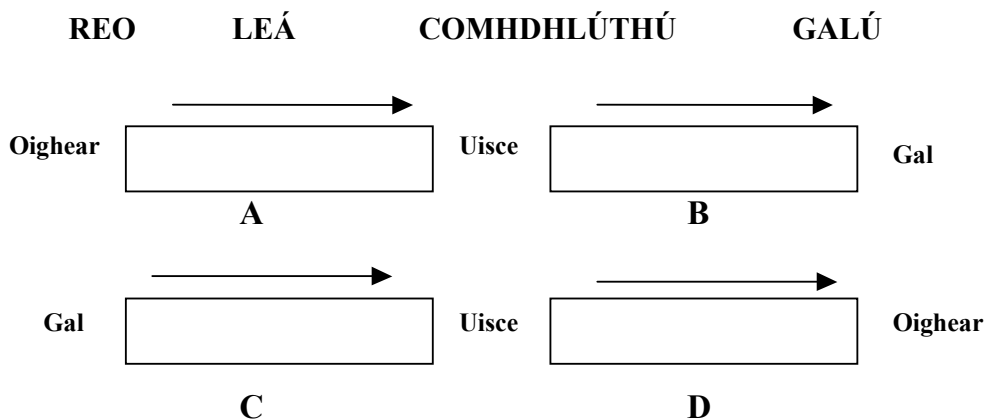 REO LEÁ COMHDHLÚTHÚ GALÚ
Oighear Uisce Gal
A B
Gal Uisce Oighear
C D